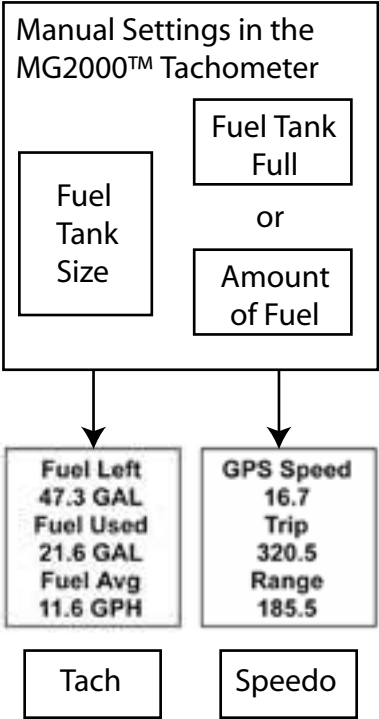 Manual Settings in the
MG2000™ Tachometer
Fuel
Tank
Size
Fuel Tank
Full
or
Amount
of Fuel
Fuel Left
47.3 GAL
Fuel Used
21.6 GAL
Fuel Avg
11.6 GPH
GPS Speed
16.7
Trip
320.5
Range
185.5
Tach
Speedo